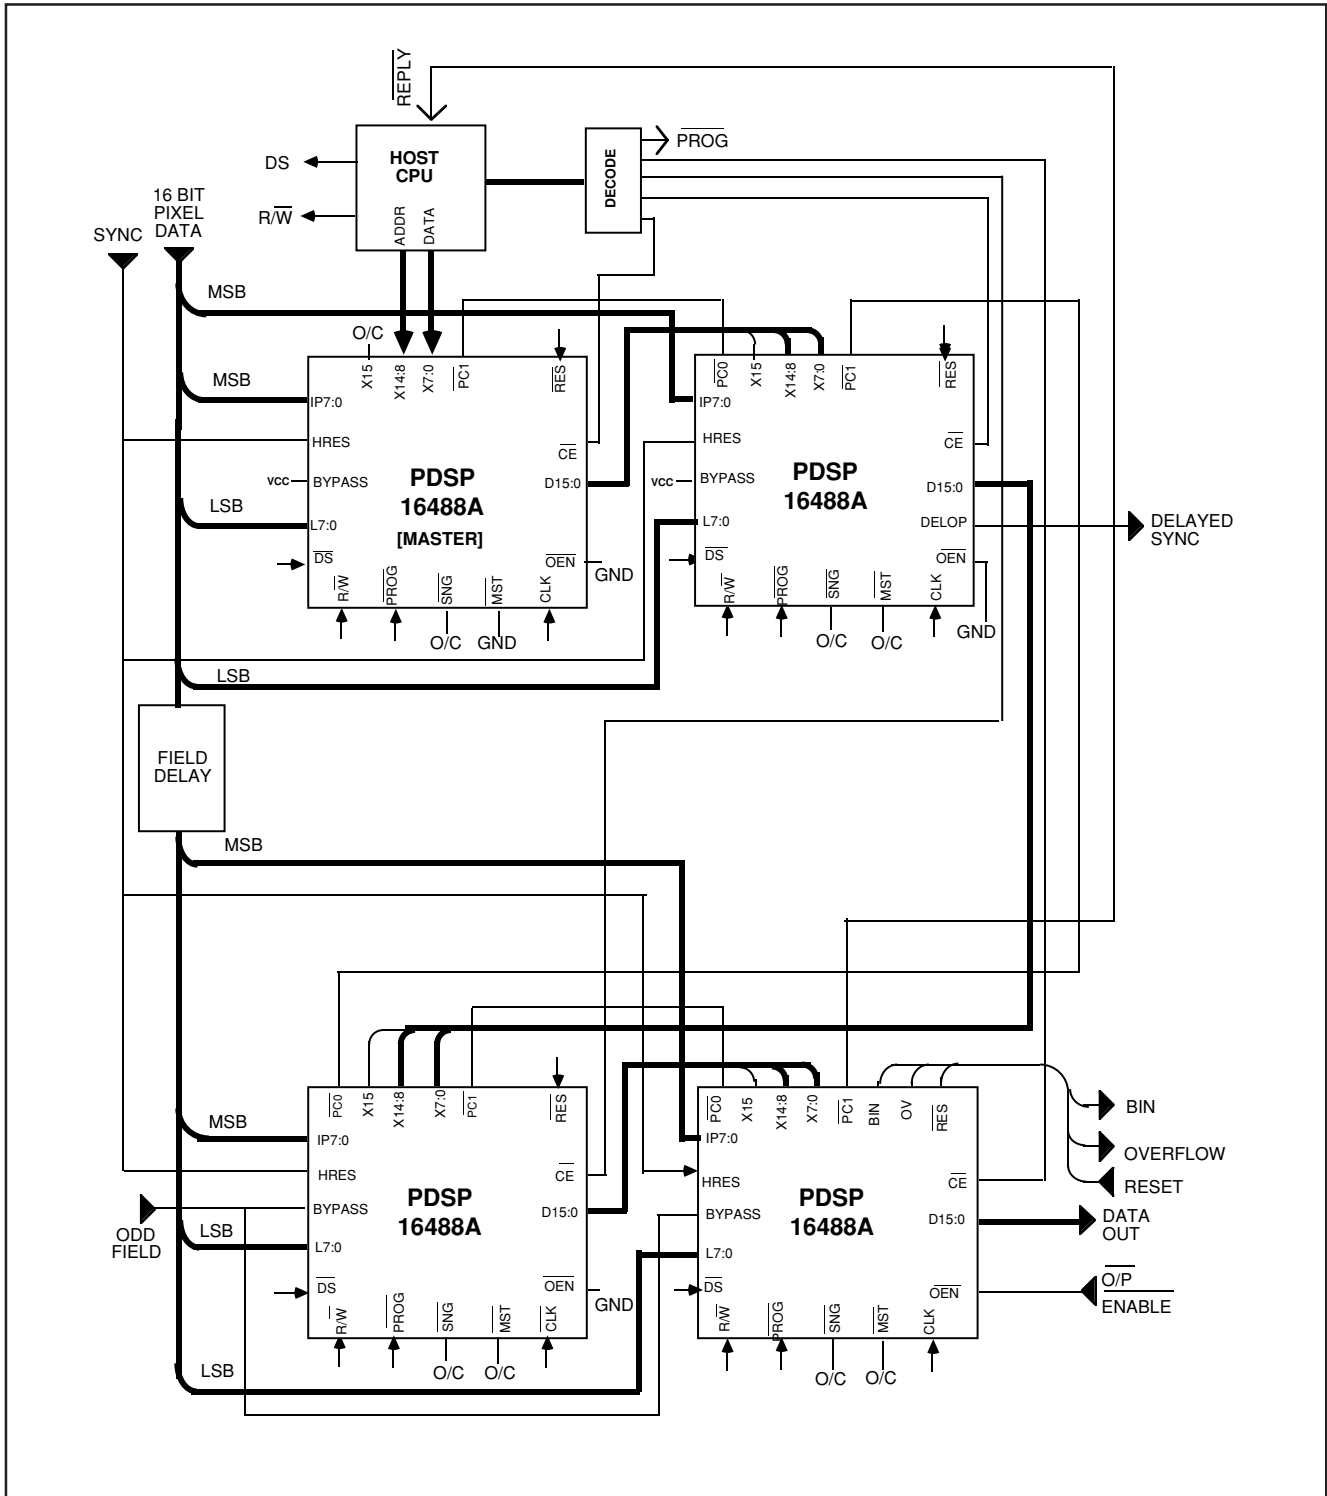 REPLY
HOST
CPU
ADDR
DATA
DS
R/W
DECODE
PROG
16 BIT
PIXEL
DATA
SYNC
MSB
MSB
LSB
LSB
O/C
X15
X14:8
X7:0
PC1
RES
IP7:0
HRES
VCC
BYPASS
L7:0
DS
R/W
PROG
SNG
MST
CLK
CE
D15:0
OEN
GND
PDSP
16488A
[MASTER]
O/C
GND
PC0
X15
X14:8
X7:0
PC1
RES
IP7:0
HRES
VCC
BYPASS
L7:0
DS
R/W
PROG
SNG
MST
CLK
CE
D15:0
DELOP
OEN
GND
PDSP
16488A
O/C
O/C
DELAYED
SYNC
FIELD
DELAY
MSB
MSB
LSB
LSB
ODD
FIELD
PC0
X15
X14:8
X7:0
PC1
RES
IP7:0
HRES
BYPASS
L7:0
DS
R/W
PROG
SNG
MST
CLK
CE
D15:0
OEN
GND
PDSP
16488A
O/C
O/C
PC0
X15
X14:8
X7:0
PC1
BIN
OV
RES
IP7:0
HRES
BYPASS
L7:0
DS
R/W
PROG
SNG
MST
CLK
CE
D15:0
OEN
PDSP
16488A
O/C
O/C
BIN
OVERFLOW
RESET
DATA
OUT
O/P
ENABLE